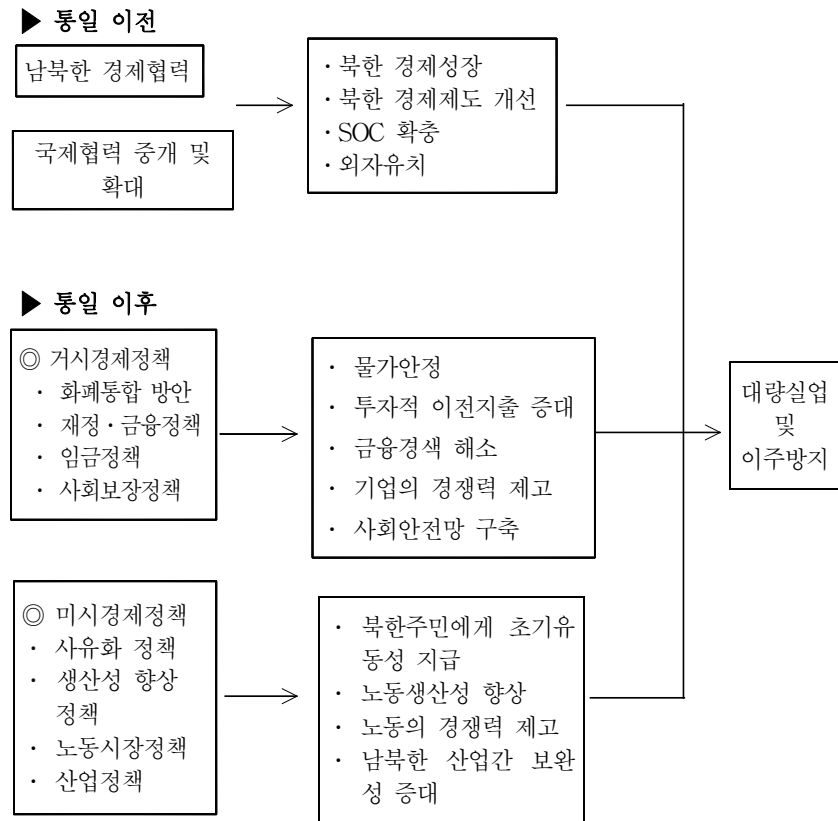 ▶ 통일 이전
남북한 경제협력
국제협력 중개 및
확대
·북한 경제성장
·북한 경제제도 개선
·SOC 확충
·외자유치
▶ 통일 이후
◎ 거시경제정책
· 화폐통합 방안
· 재정·금융정책
· 임금정책
· 사회보장정책
· 물가안정
· 투자적 이전지출 증대
· 금융경색 해소
· 기업의 경쟁력 제고
· 사회안전망 구축
대량실업
및
이주방지
◎ 미시경제정책
· 사유화 정책
· 생산성 향상
정책
· 노동시장정책
· 산업정책
· 북한주민에게 초기유
동성 지급
· 노동생산성 향상
· 노동의 경쟁력 제고
· 남북한 산업간 보완
성 증대